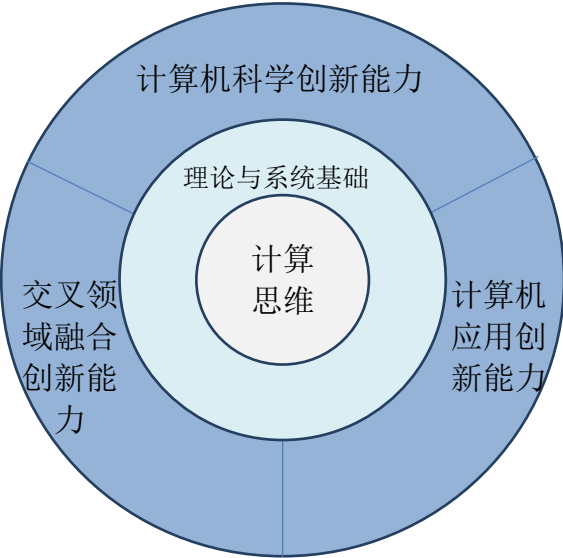 计算机科学创新能力
理论与系统基础
计算
思维
交叉领
域融合
创新能
力
计算机
应用创
新能力